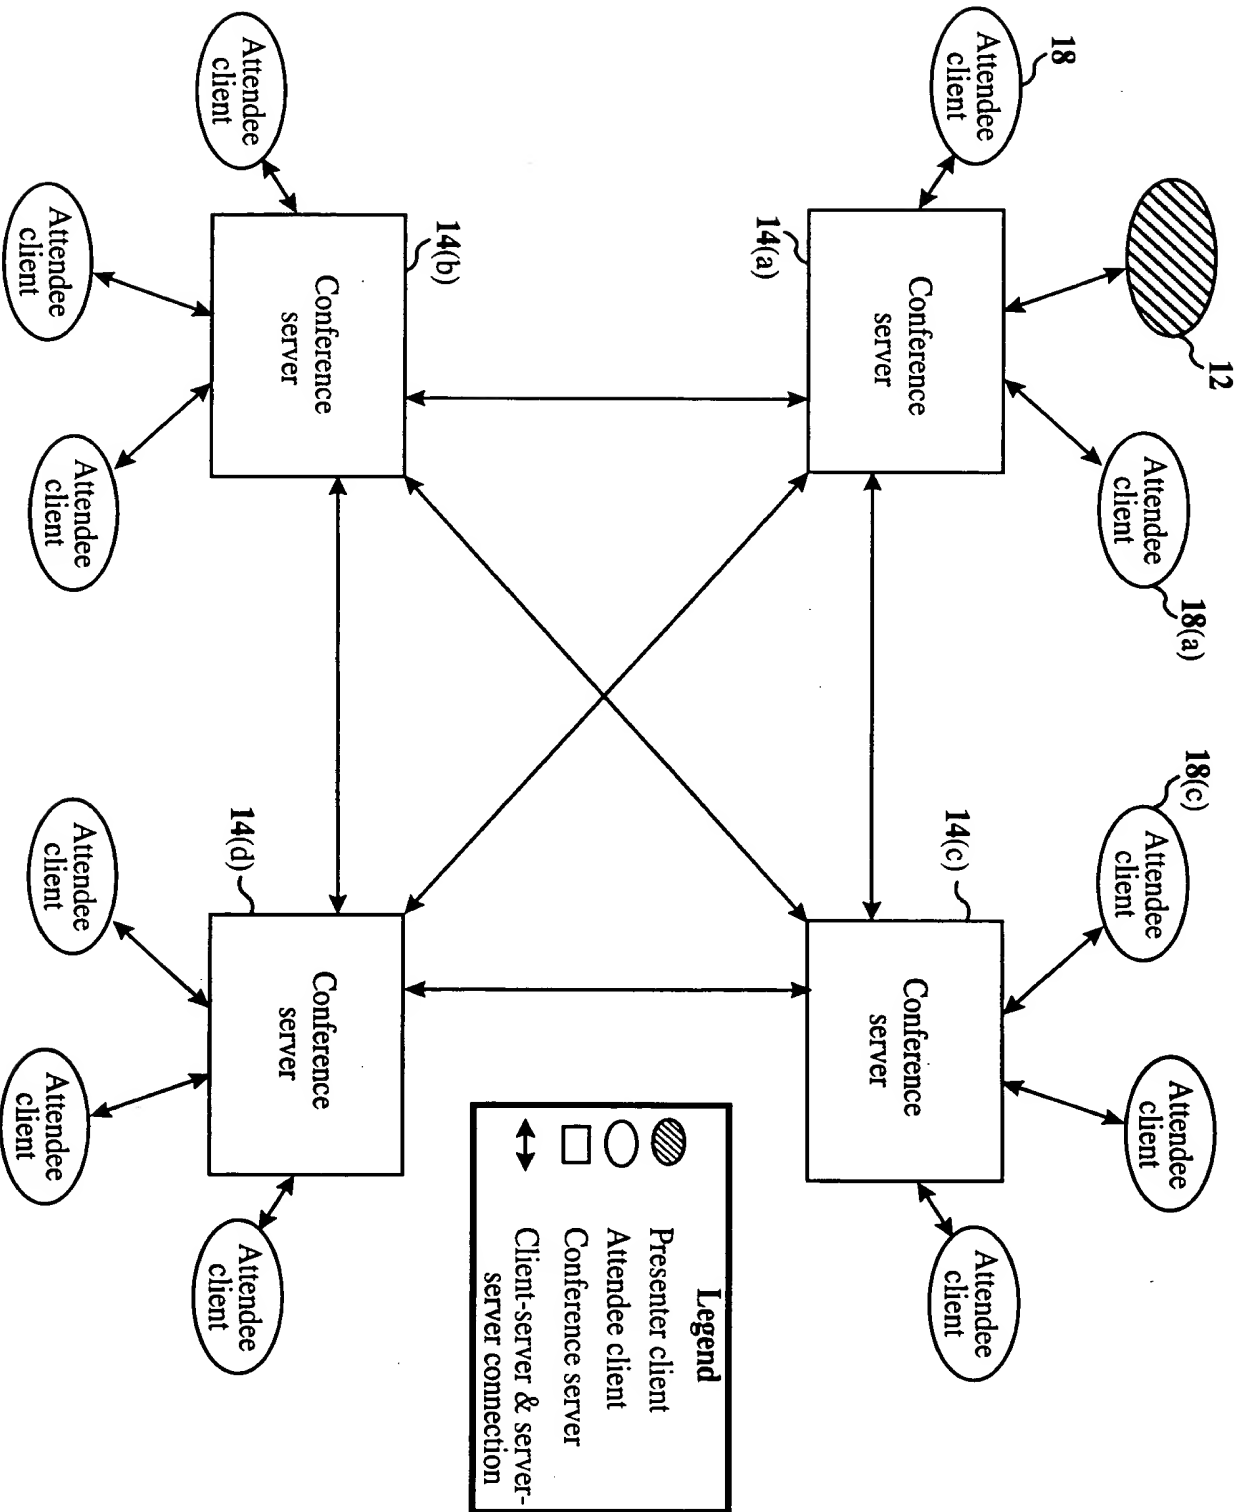 12
18(a)
18(c)
Attendee
client
Attendee
client
Attendee
client
18
Attendee
client
Attendee
client
14(c)
Conference
server
Conference
server
14(a)
Legend
Presenter client
Attendee client
Conference server
Client-server & server-
server connection
14(b)
Conference
server
Conference
server
14(d)
Attendee
client
Attendee
client
Attendee
client
Attendee
client
Attendee
client
Attendee
client